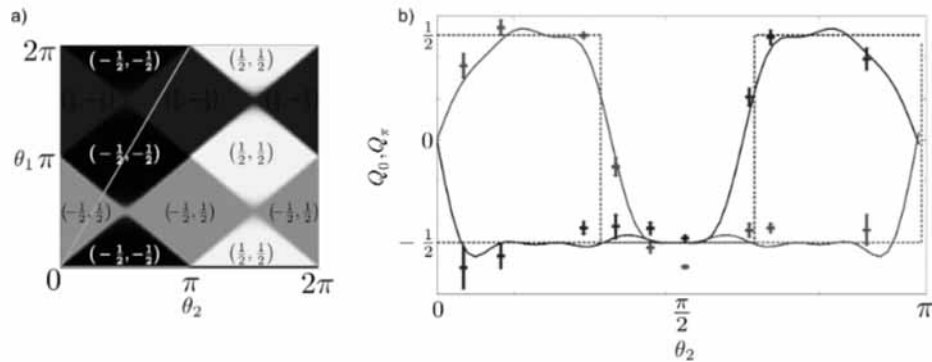 a)
2π
(-1/2,-1/2)
(1/2,1/2)
θ₁ π
(-1/2,-1/2)
(1/2,1/2)
(-1/2,1/2)
(-1/2,1/2)
(-1/2,1/2)
(-1/2,-1/2)
(1/2,1/2)
0
π
2π
θ₂
b)
1/2
0
-1/2
Q₀,Q_π
0
π/2
π
θ₂